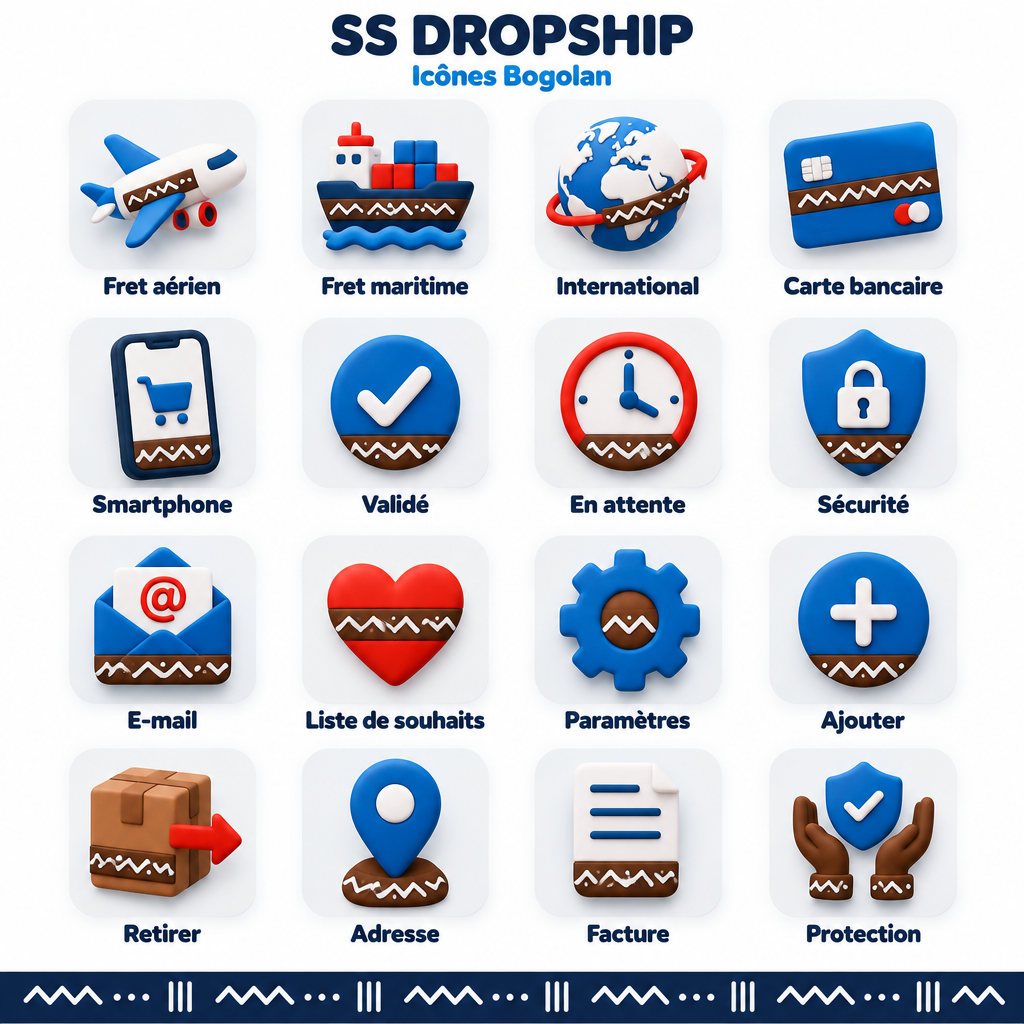 SS DROPSHIP
Icônes Bogolan
Fret aérien
Fret maritime
International
Carte bancaire
Smartphone
Validé
En attente
Sécurité
@
E-mail
Liste de souhaits
Paramètres
Ajouter
Retirer
Adresse
Facture
Protection